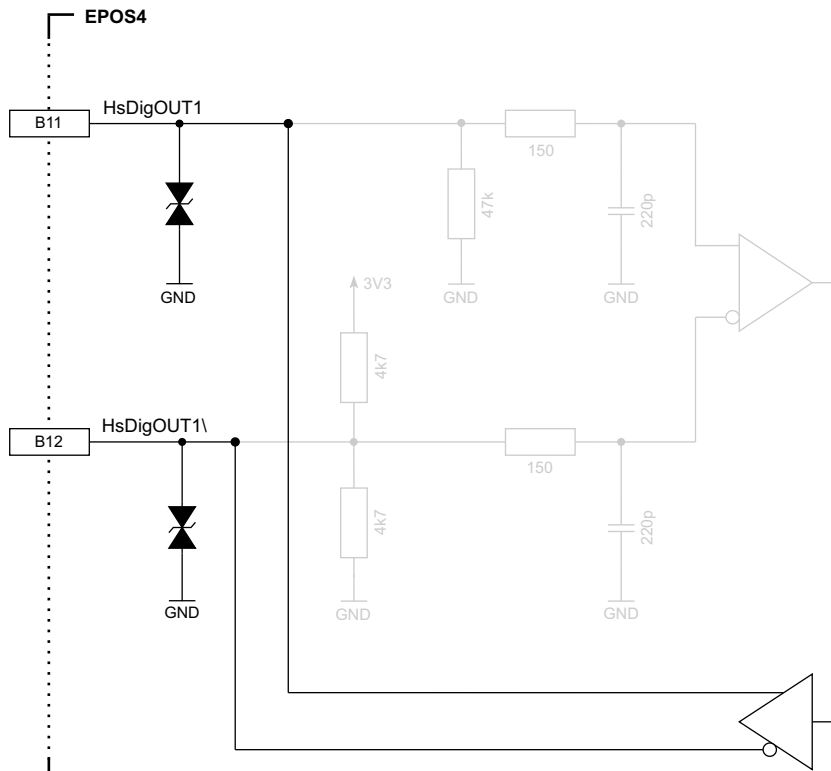 EPOS4
B11
HsDigOUT1
150
47k
220p
GND
GND
GND
3V3
4k7
B12
HsDigOUT1\
150
4k7
220p
GND
GND
GND